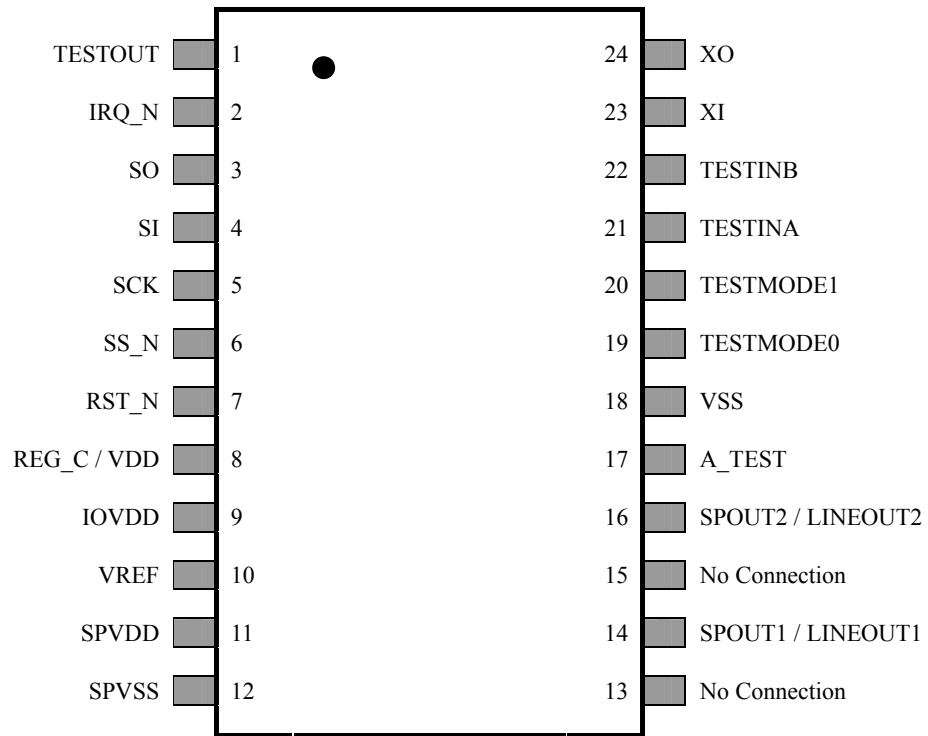 TESTOUT 1 24 XO
IRQ_N 2 23 XI
SO 3 22 TESTINB
SI 4 21 TESTINA
SCK 5 20 TESTMODE1
SS_N 6 19 TESTMODE0
RST_N 7 18 VSS
REG_C / VDD 8 17 A_TEST
IOVDD 9 16 SPOUT2 / LINEOUT2
VREF 10 15 No Connection
SPVDD 11 14 SPOUT1 / LINEOUT1
SPVSS 12 13 No Connection